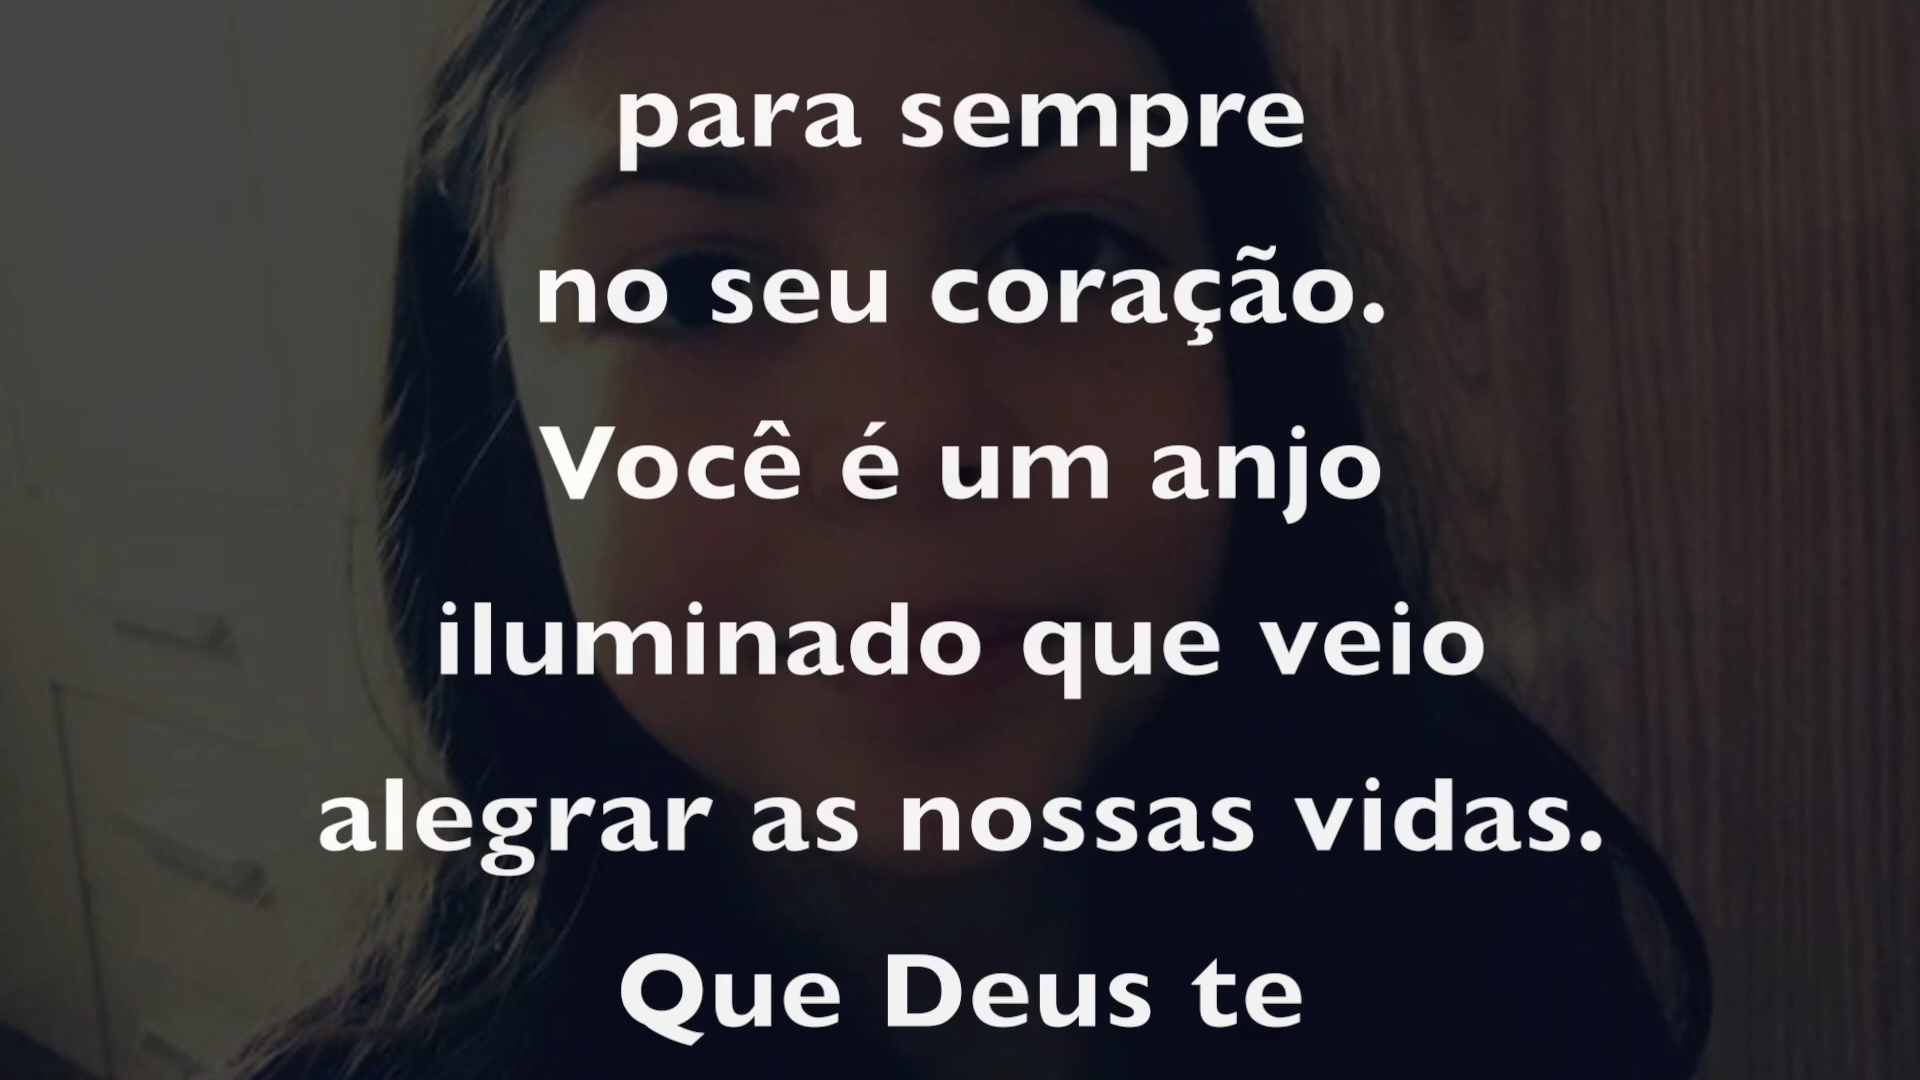 para sempre
no seu coração.
Você é um anjo
iluminado que veio
alegrar as nossas vidas.
Que Deus te